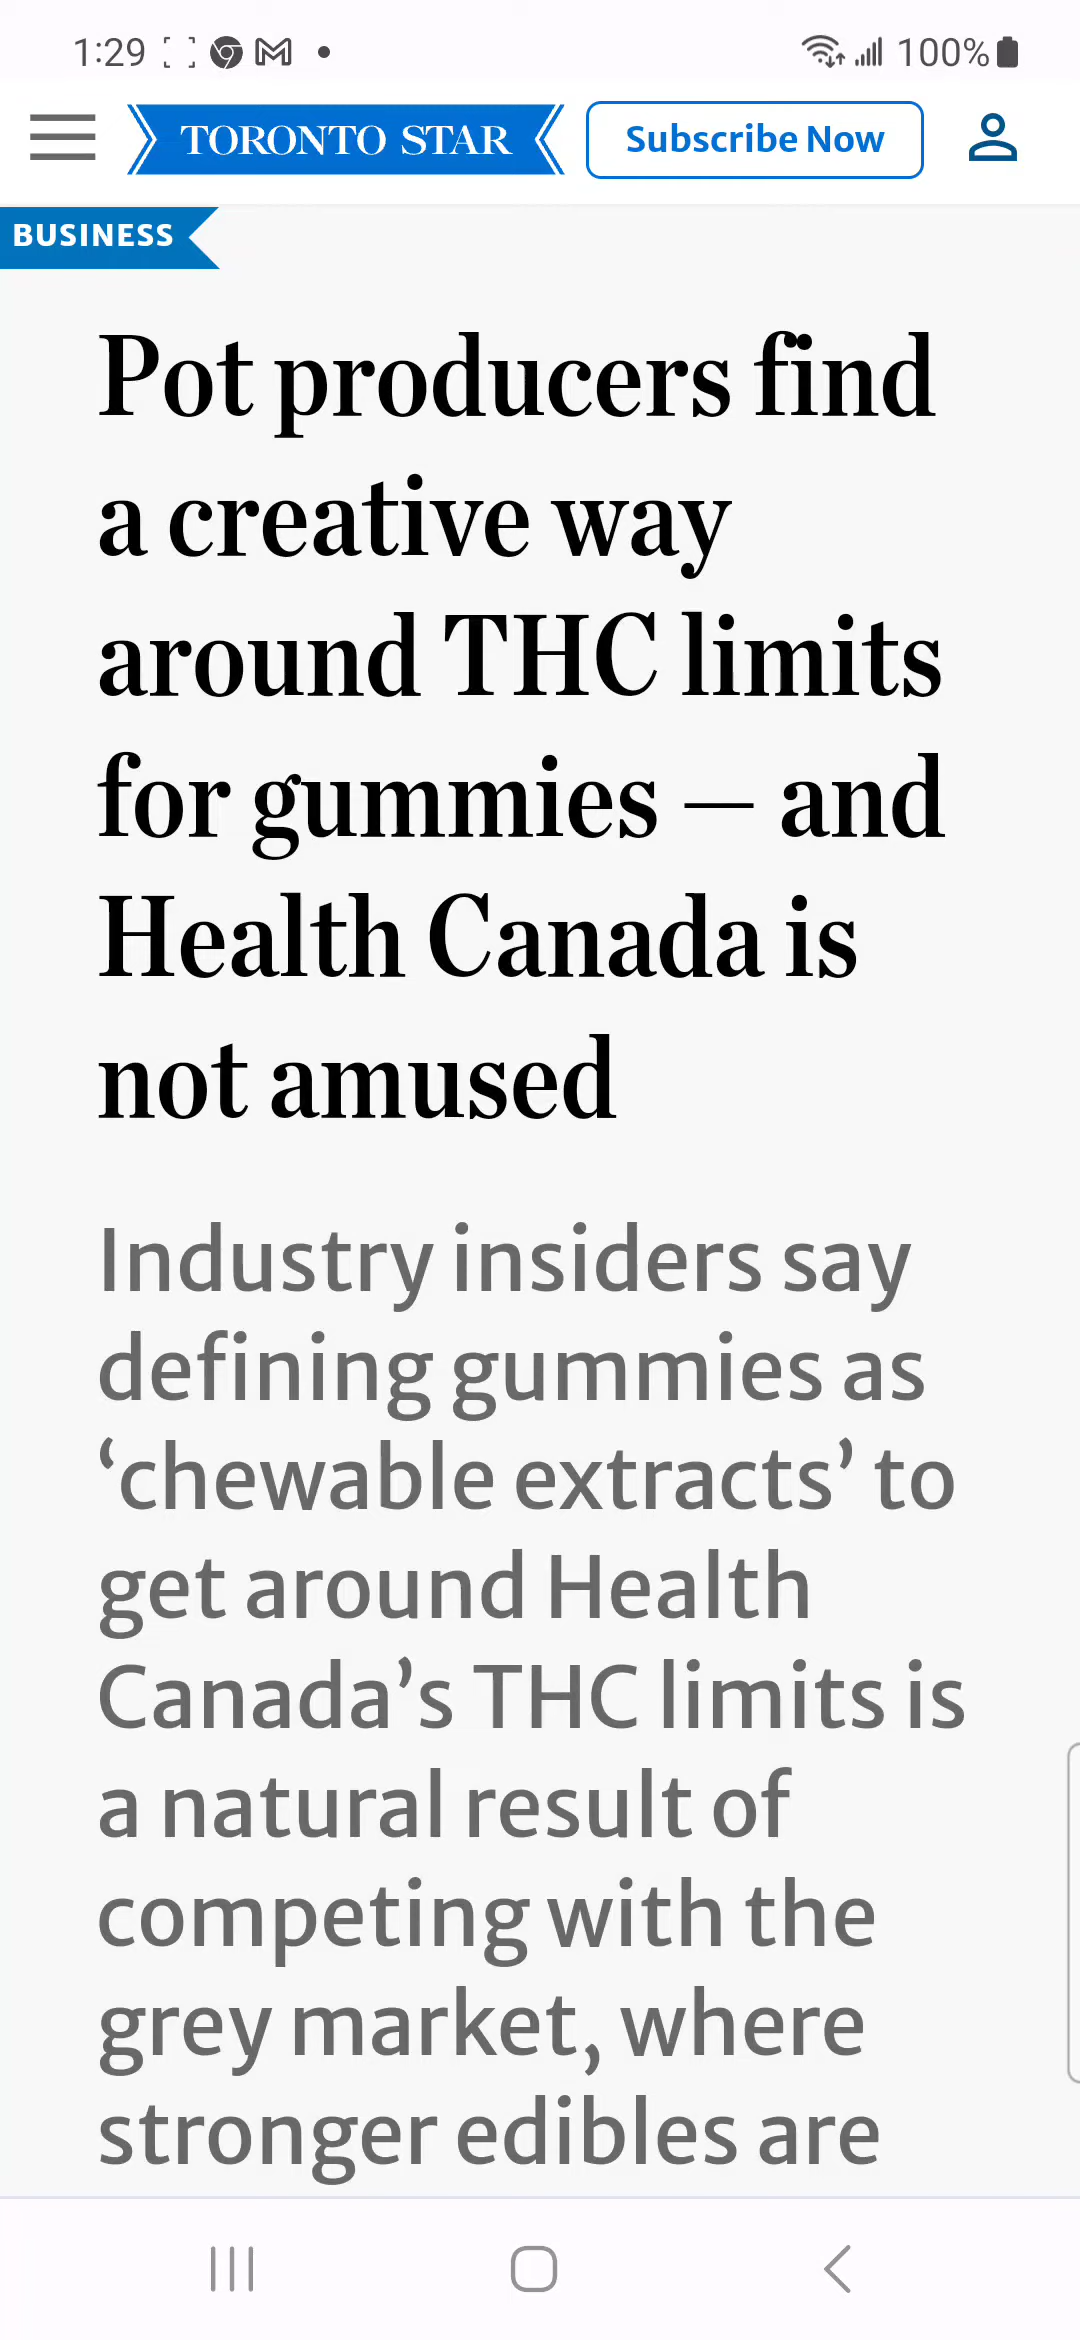 1:29
100%
TORONTO STAR
Subscribe Now
BUSINESS
Pot producers find
a creative way
around THC limits
for gummies — and
Health Canada is
not amused
Industry insiders say
defining gummies as
‘chewable extracts’ to
get around Health
Canada’s THC limits is
a natural result of
competing with the
grey market, where
stronger edibles are